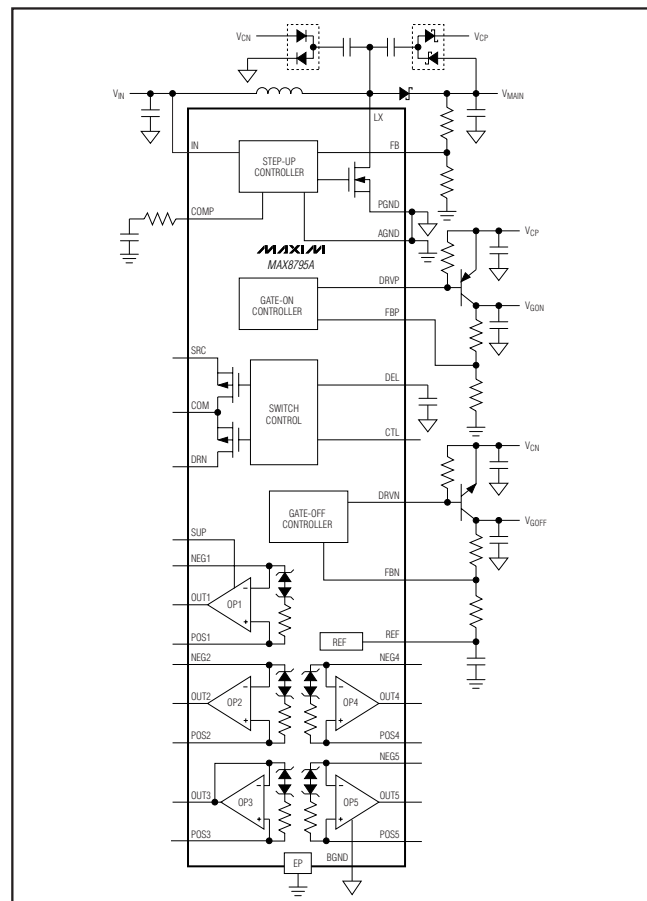 VCN
VCP
VIN
VMAIN
LX
IN
FB
STEP-UP
CONTROLLER
PGND
COMP
AGND
MAXIM
MAX8795A
VCP
DRVP
GATE-ON
CONTROLLER
FBP
VGON
SRC
DEL
COM
SWITCH
CONTROL
CTL
DRN
VCN
DRVN
GATE-OFF
CONTROLLER
VGOFF
SUP
NEG1
FBN
OUT1
OP1
POS1
REF
REF
NEG2
NEG4
OUT2
OP2
OP4
OUT4
POS2
POS4
NEG5
OUT3
OP3
OP5
OUT5
POS3
POS5
EP
BGND